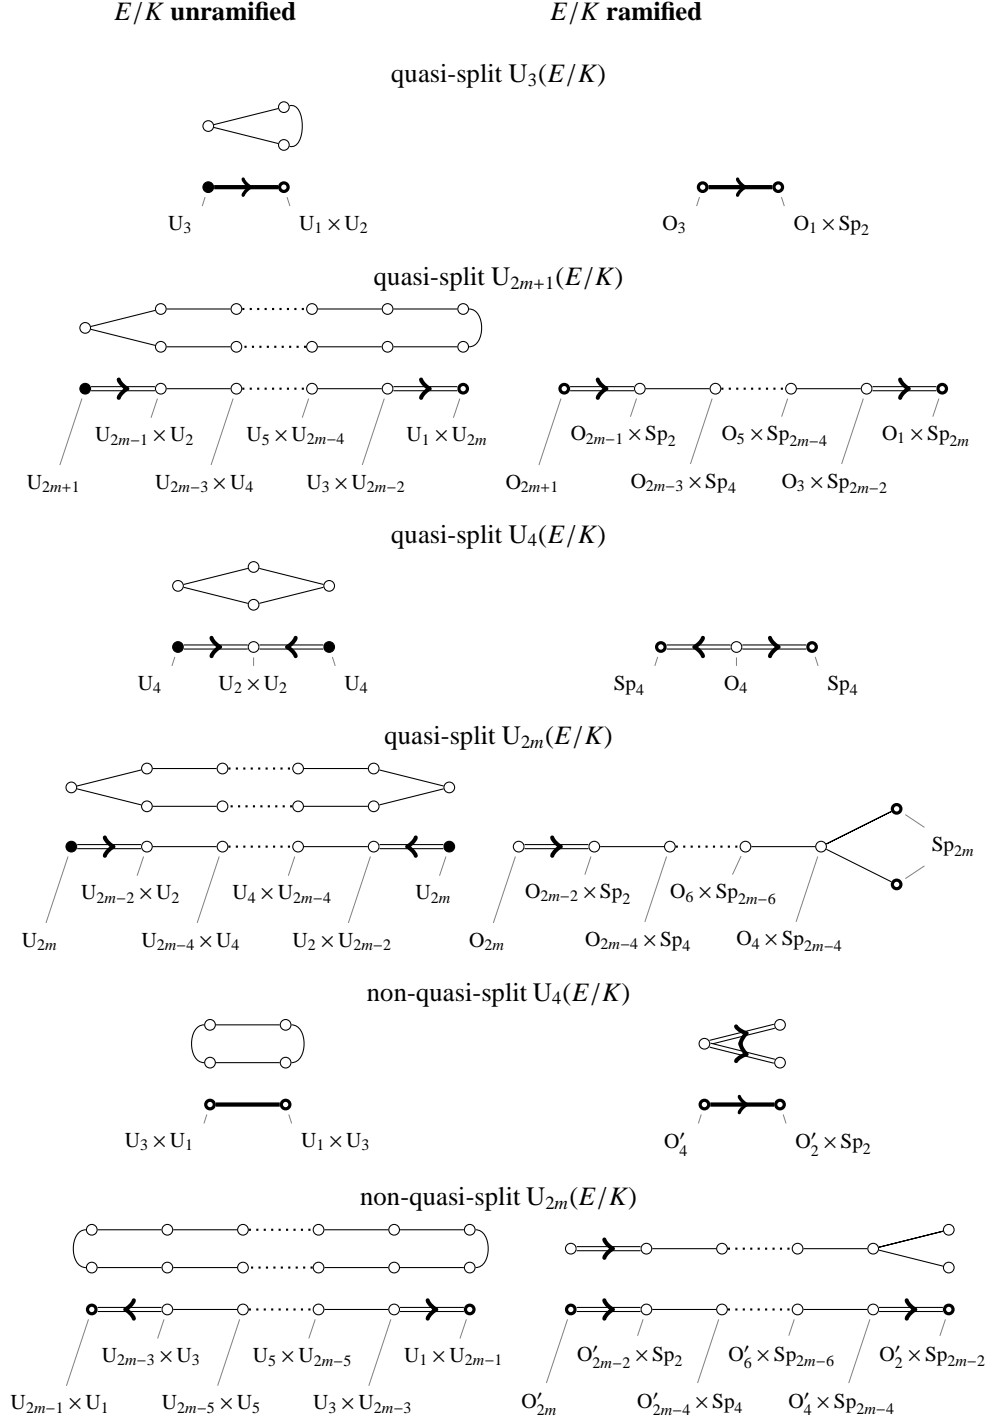 E/K unramified E/K ramified
quasi-split U₃(E/K)
U₃ U₁ × U₂ O₃ O₁ × Sp₂
quasi-split U₂ₘ₊₁(E/K)
U₂ₘ₋₁ × U₂ U₅ × U₂ₘ₋₄ U₁ × U₂ₘ O₂ₘ₋₁ × Sp₂ O₅ × Sp₂ₘ₋₄ O₁ × Sp₂ₘ
U₂ₘ₊₁ U₂ₘ₋₃ × U₄ U₃ × U₂ₘ₋₂ O₂ₘ₊₁ O₂ₘ₋₃ × Sp₄ O₃ × Sp₂ₘ₋₂
quasi-split U₄(E/K)
U₄ U₂ × U₂ U₄ Sp₄ O₄ Sp₄
quasi-split U₂ₘ(E/K)
Sp₂ₘ
U₂ₘ₋₂ × U₂ U₄ × U₂ₘ₋₄ U₂ₘ O₂ₘ₋₂ × Sp₂ O₆ × Sp₂ₘ₋₆
U₂ₘ U₂ₘ₋₄ × U₄ U₂ × U₂ₘ₋₂ O₂ₘ O₂ₘ₋₄ × Sp₄ O₄ × Sp₂ₘ₋₄
non-quasi-split U₄(E/K)
U₃ × U₁ U₁ × U₃ O′₄ O′₂ × Sp₂
non-quasi-split U₂ₘ(E/K)
U₂ₘ₋₃ × U₃ U₅ × U₂ₘ₋₅ U₁ × U₂ₘ₋₁ O′₂ₘ₋₂ × Sp₂ O′₆ × Sp₂ₘ₋₆ O′₂ × Sp₂ₘ₋₂
U₂ₘ₋₁ × U₁ U₂ₘ₋₅ × U₅ U₃ × U₂ₘ₋₃ O′₂ₘ O′₂ₘ₋₄ × Sp₄ O′₄ × Sp₂ₘ₋₄